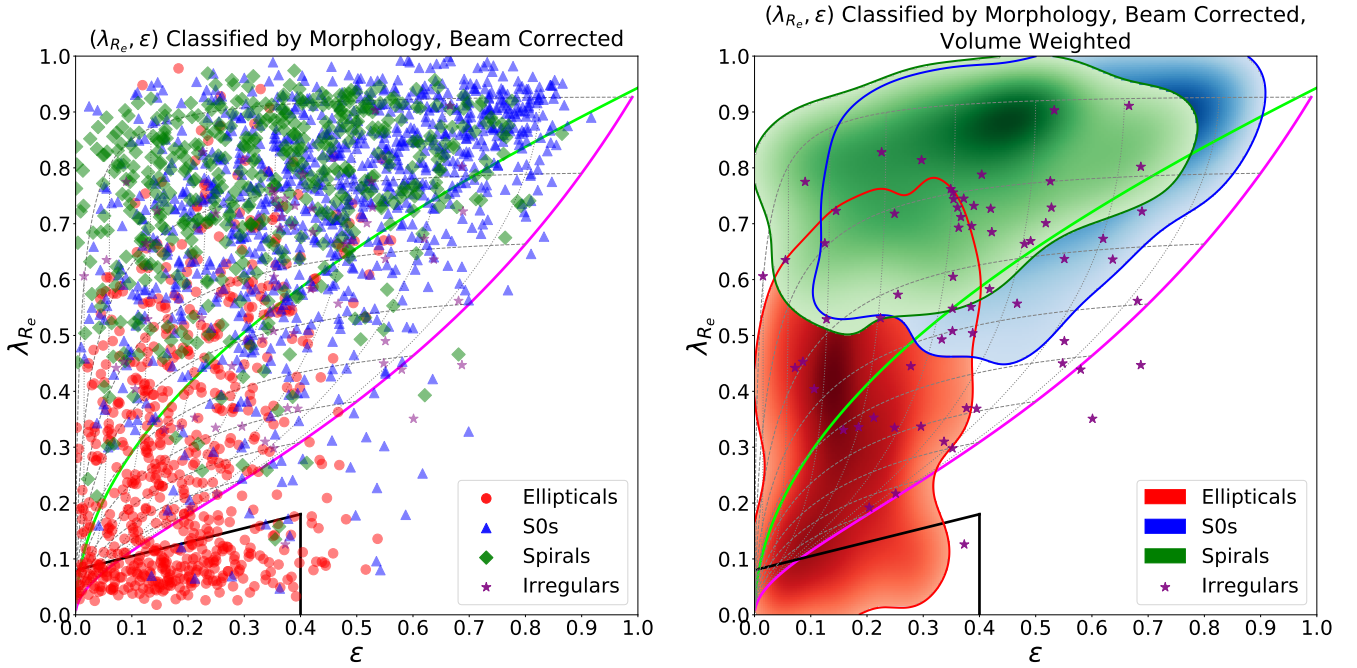 (λ_{R_e}, ε) Classified by Morphology, Beam Corrected
1.0
0.9
0.8
0.7
0.6
0.5
0.4
0.3
0.2
0.1
0.0
λ_{R_e}
0.0 0.1 0.2 0.3 0.4 0.5 0.6 0.7 0.8 0.9 1.0
ε
Ellipticals
S0s
Spirals
Irregulars
(λ_{R_e}, ε) Classified by Morphology, Beam Corrected,
Volume Weighted
1.0
0.9
0.8
0.7
0.6
0.5
0.4
0.3
0.2
0.1
0.0
λ_{R_e}
0.0 0.1 0.2 0.3 0.4 0.5 0.6 0.7 0.8 0.9 1.0
ε
Ellipticals
S0s
Spirals
Irregulars